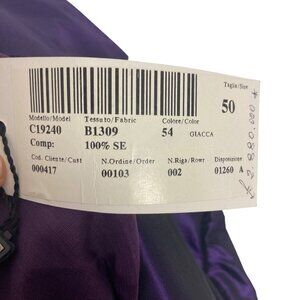 Taglia/Size
Modello/Model Tessuto/Fabric Colore/Color 50
C19240 B1309 54 GIACCA
Comp: 100% SE
Cod. Cliente/Cust N.Ordine/Order N.Riga/Row Disposizione
000417 00103 002 01260 A